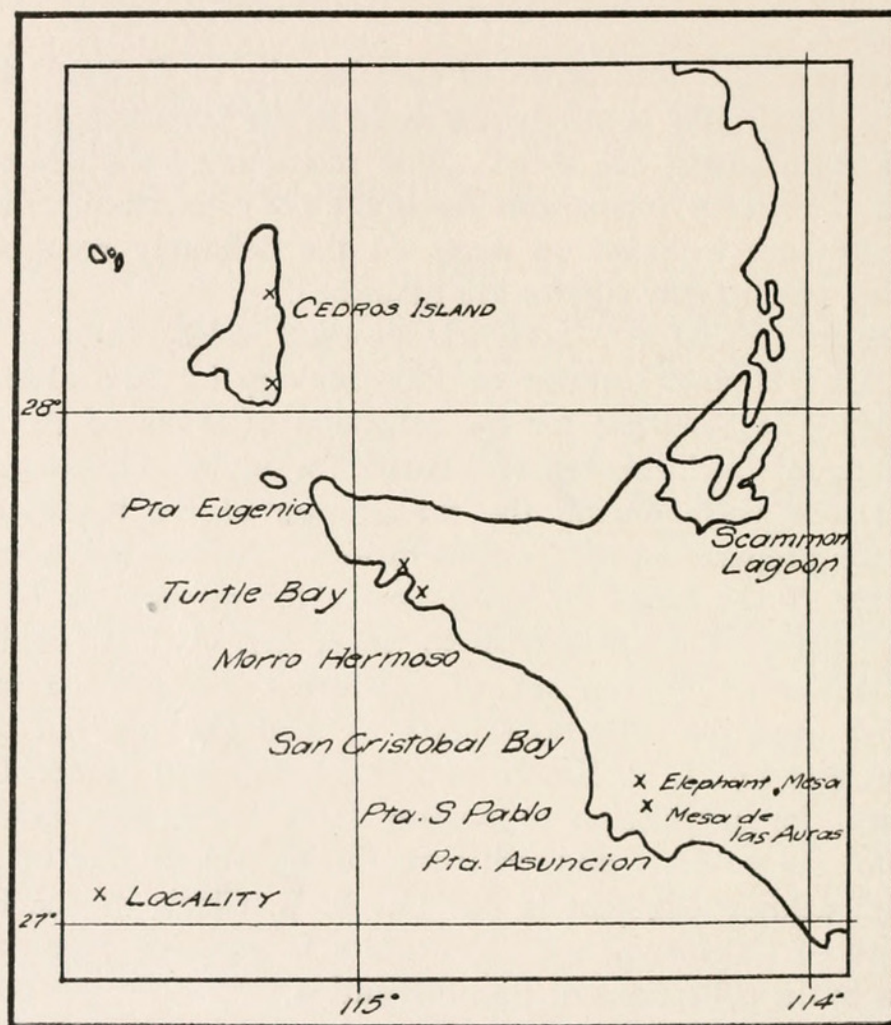 CEDROS ISLAND
28°
Pta Eugenia
Scammon
Lagoon
Turtle Bay
Morro Hermoso
San Cristobal Bay
x Elephant Mesa
Pta. S Pablo
x Mesa de
las Auras
Pta. Asuncion
x LOCALITY
27°
115°
114°